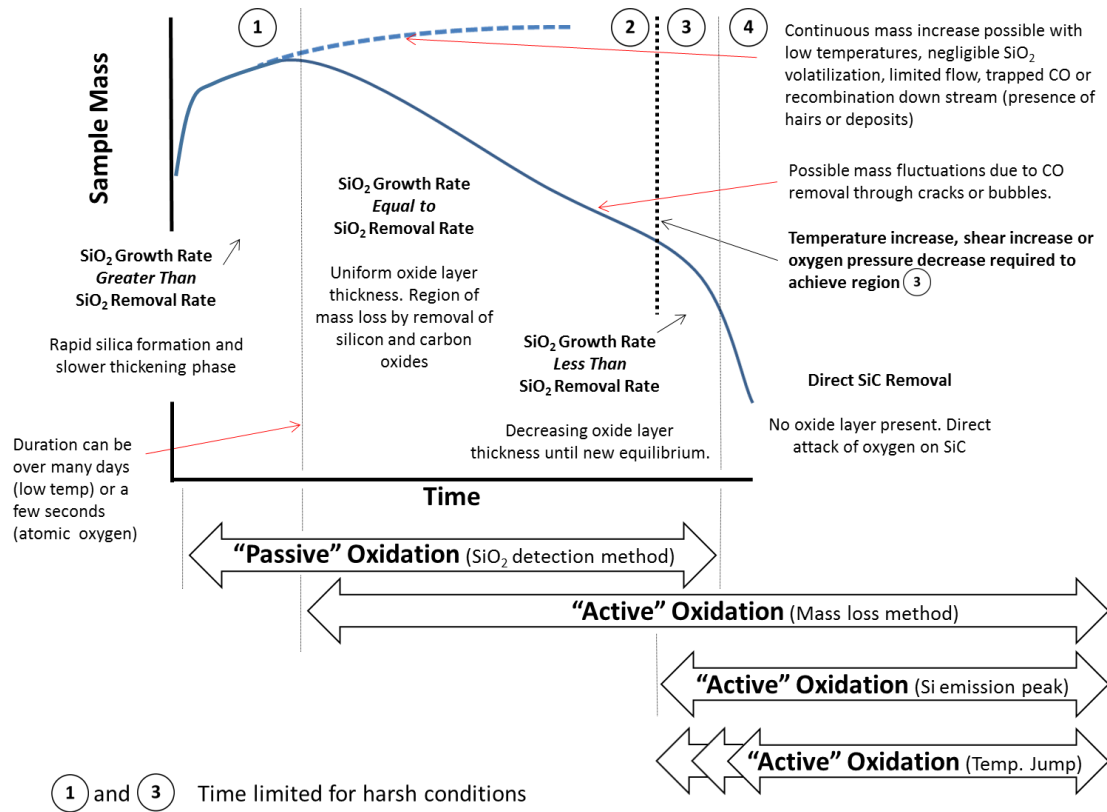 1
2
3
4
Continuous mass increase possible with
low temperatures, negligible SiO₂
volatilization, limited flow, trapped CO or
recombination down stream (presence of
hairs or deposits)
Sample Mass
Possible mass fluctuations due to CO
removal through cracks or bubbles.
SiO₂ Growth Rate
Equal to
SiO₂ Removal Rate
Temperature increase, shear increase or
oxygen pressure decrease required to
achieve region 3
SiO₂ Growth Rate
Greater Than
SiO₂ Removal Rate
Uniform oxide layer
thickness. Region of
mass loss by removal of
silicon and carbon
oxides
Rapid silica formation and
slower thickening phase
SiO₂ Growth Rate
Less Than
SiO₂ Removal Rate
Direct SiC Removal
Decreasing oxide layer
thickness until new equilibrium.
No oxide layer present. Direct
attack of oxygen on SiC
Duration can be
over many days
(low temp) or a
few seconds
(atomic oxygen)
Time
“Passive” Oxidation (SiO₂ detection method)
“Active” Oxidation (Mass loss method)
“Active” Oxidation (Si emission peak)
“Active” Oxidation (Temp. Jump)
1 and 3 Time limited for harsh conditions